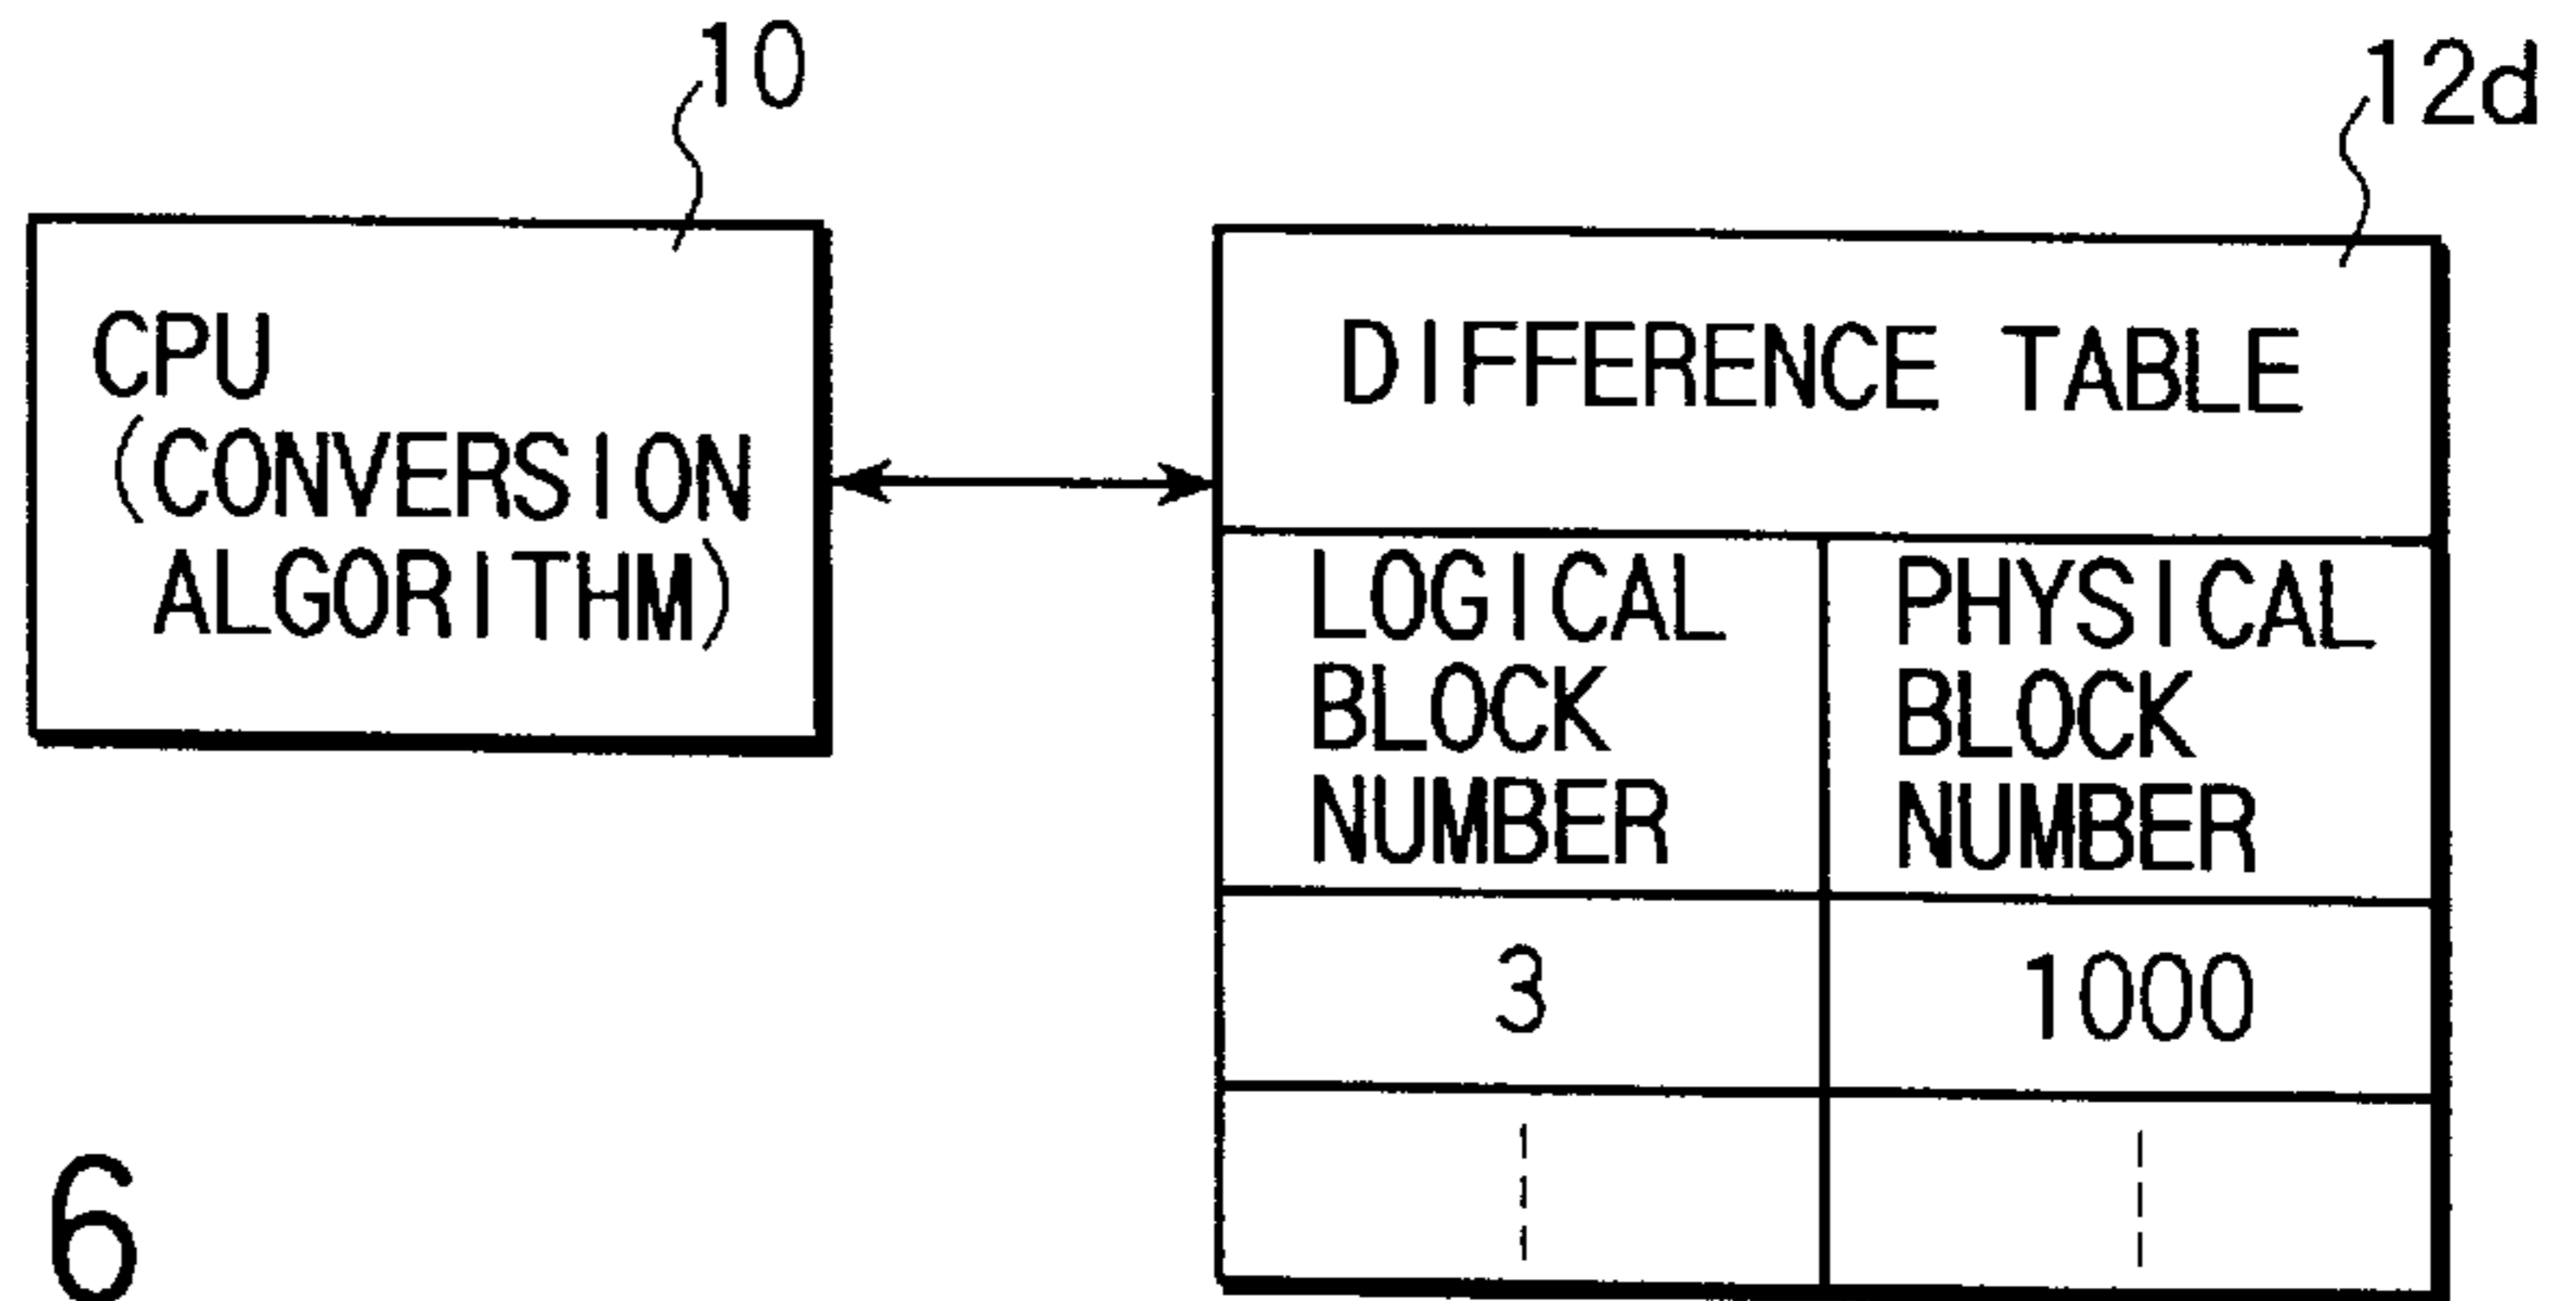 10
12d
CPU
(CONVERSION
ALGORITHM)
DIFFERENCE TABLE
LOGICAL
BLOCK
NUMBER
PHYSICAL
BLOCK
NUMBER
3
1000
6